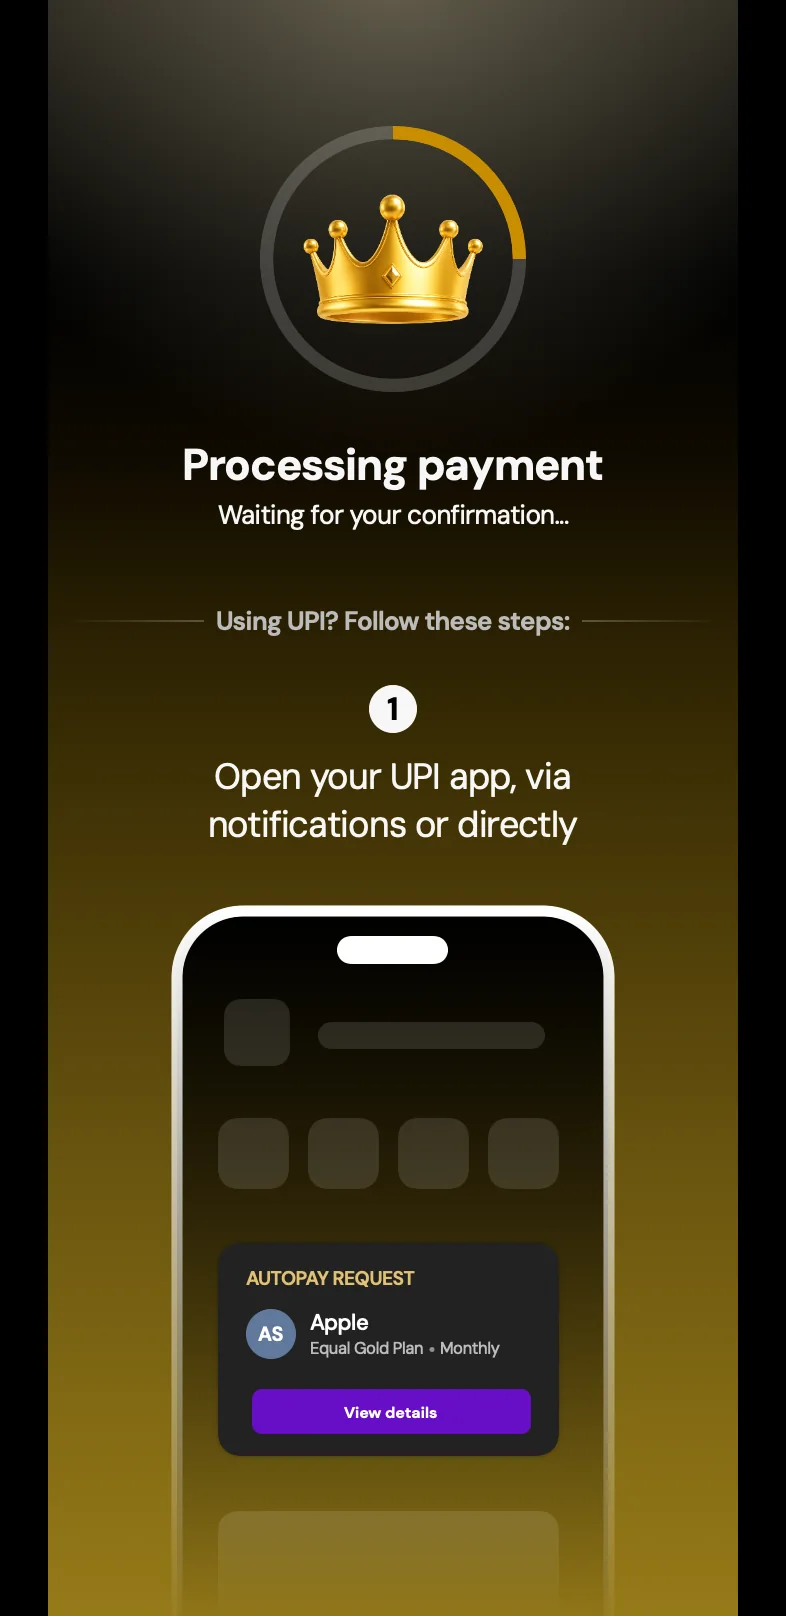 Processing payment
Waiting for your confirmation...
Using UPI? Follow these steps:
1
Open your UPI app, via
notifications or directly
AUTOPAY REQUEST
AS
Apple
Equal Gold Plan • Monthly
View details